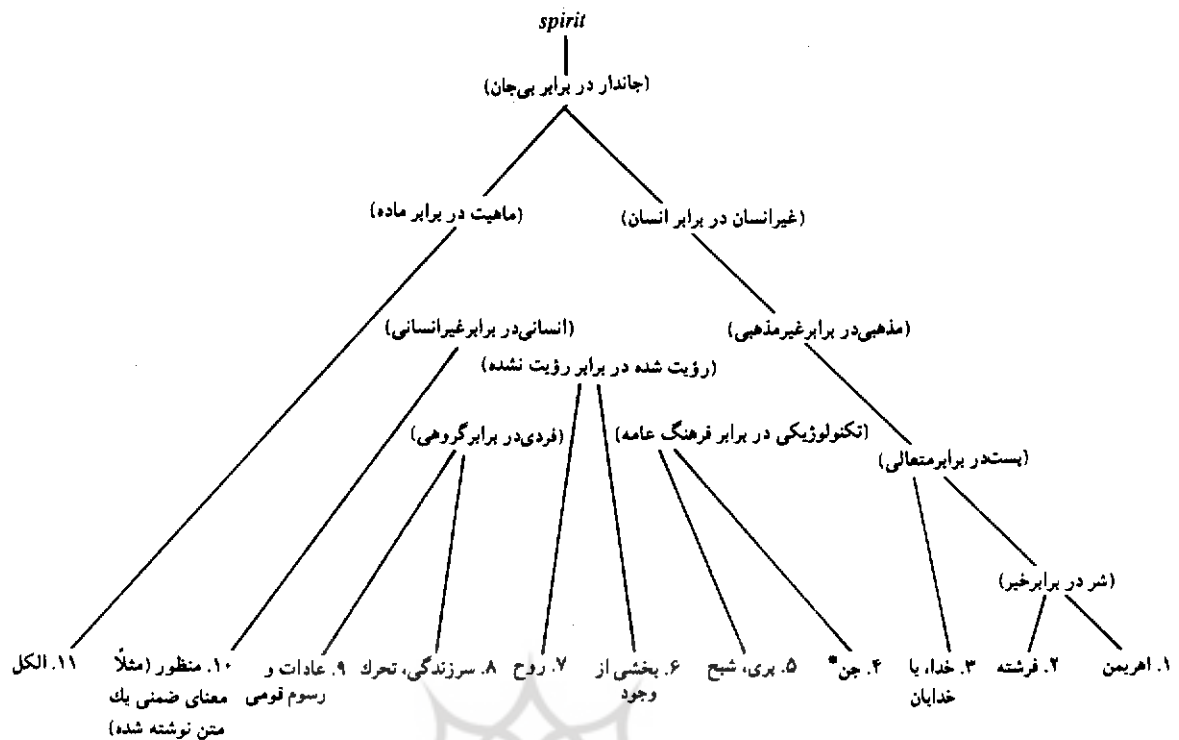 spirit
(جاندار در برابر بی‌جان)
(غیرانسان در برابر انسان)
(ماهیت در برابر ماده)
(مذهبی در برابر غیرمذهبی)
(انسانی در برابر غیرانسانی)
(رؤیت شده در برابر رؤیت نشده)
(تکنولوژیکی در برابر فرهنگ عامه)
(فردی در برابر گروهی)
(پست در برابر متعالی)
(شر در برابر خیر)
۱. اهریمن
۲. فرشته
۳. خدا، یا
خدایان
۴. جن*
۵. پری، شبح
۶. بخشی از
وجود
۷. روح
۸. سرزندگی، تحرك
۹. عادات و
رسوم قومی
۱۰. منظور (مثلاً
معنای ضمنی یك
متن نوشته شده)
۱۱. الکل